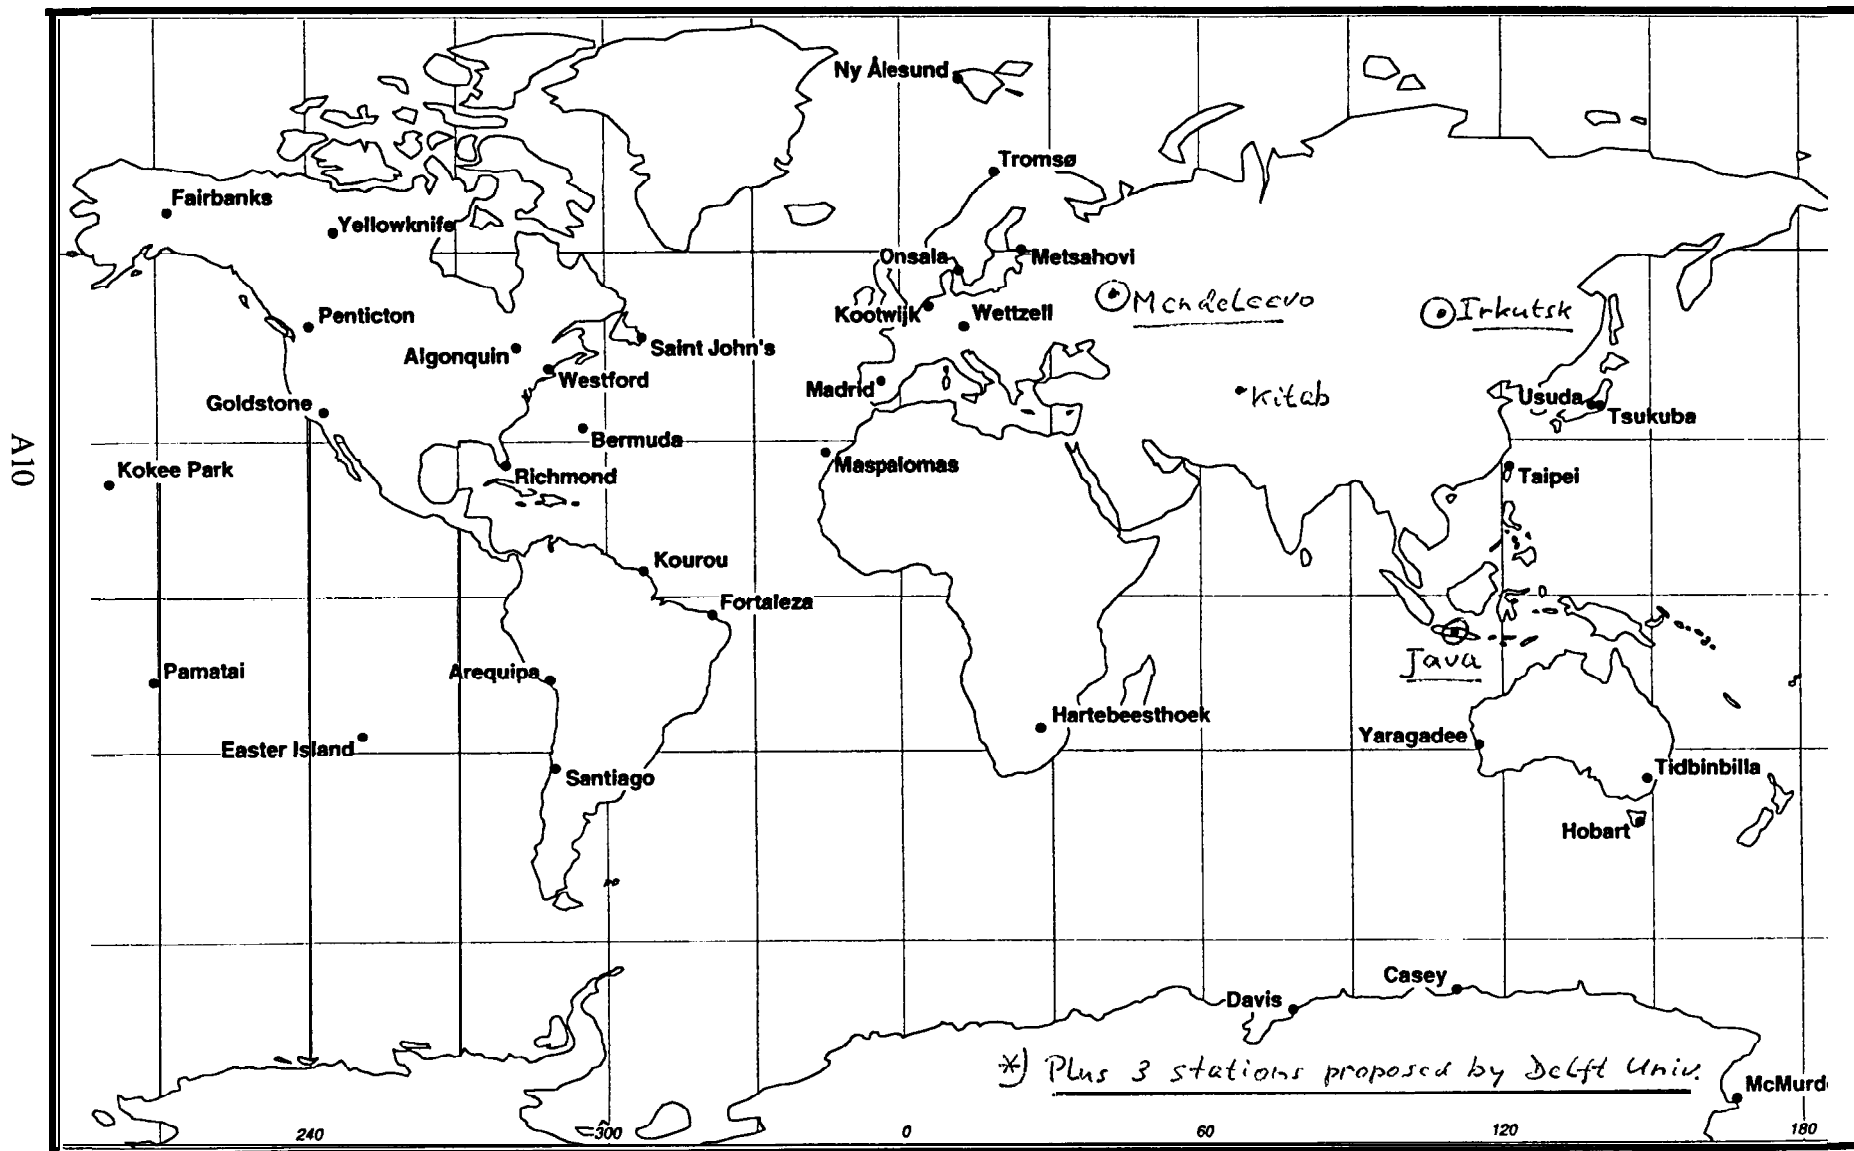 Ny Ålesund
Tromsø
Fairbanks
Yellowknife
Onsala
Metsahovi
Mendeleevo
Irkutsk
Kootwijk
Wettzell
Penticton
Algonquin
Saint John's
Westford
Madrid
Kitab
Goldstone
Usuda
Tsukuba
Bermuda
A10
Kokee Park
Richmond
Maspalomas
Taipei
Kourou
Fortaleza
Java
Pamatai
Arequipa
Hartebeesthoek
Yaragadee
Easter Island
Santiago
Tidbinbilla
Hobart
Casey
Davis
*) Plus 3 stations proposed by Delft Univ.
McMurd
240
300
0
60
120
180